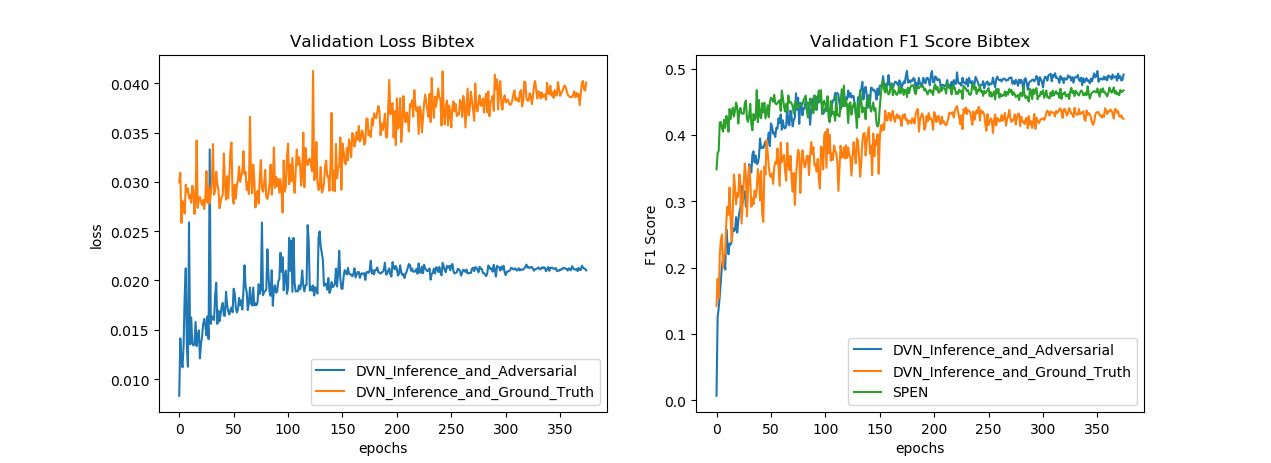 Validation Loss Bibtex
0.040
0.035
0.030
0.025
0.020
0.015
0.010
loss
0 50 100 150 200 250 300 350
epochs
DVN_Inference_and_Adversarial
DVN_Inference_and_Ground_Truth
Validation F1 Score Bibtex
0.5
0.4
0.3
0.2
0.1
0.0
F1 Score
0 50 100 150 200 250 300 350
epochs
DVN_Inference_and_Adversarial
DVN_Inference_and_Ground_Truth
SPEN